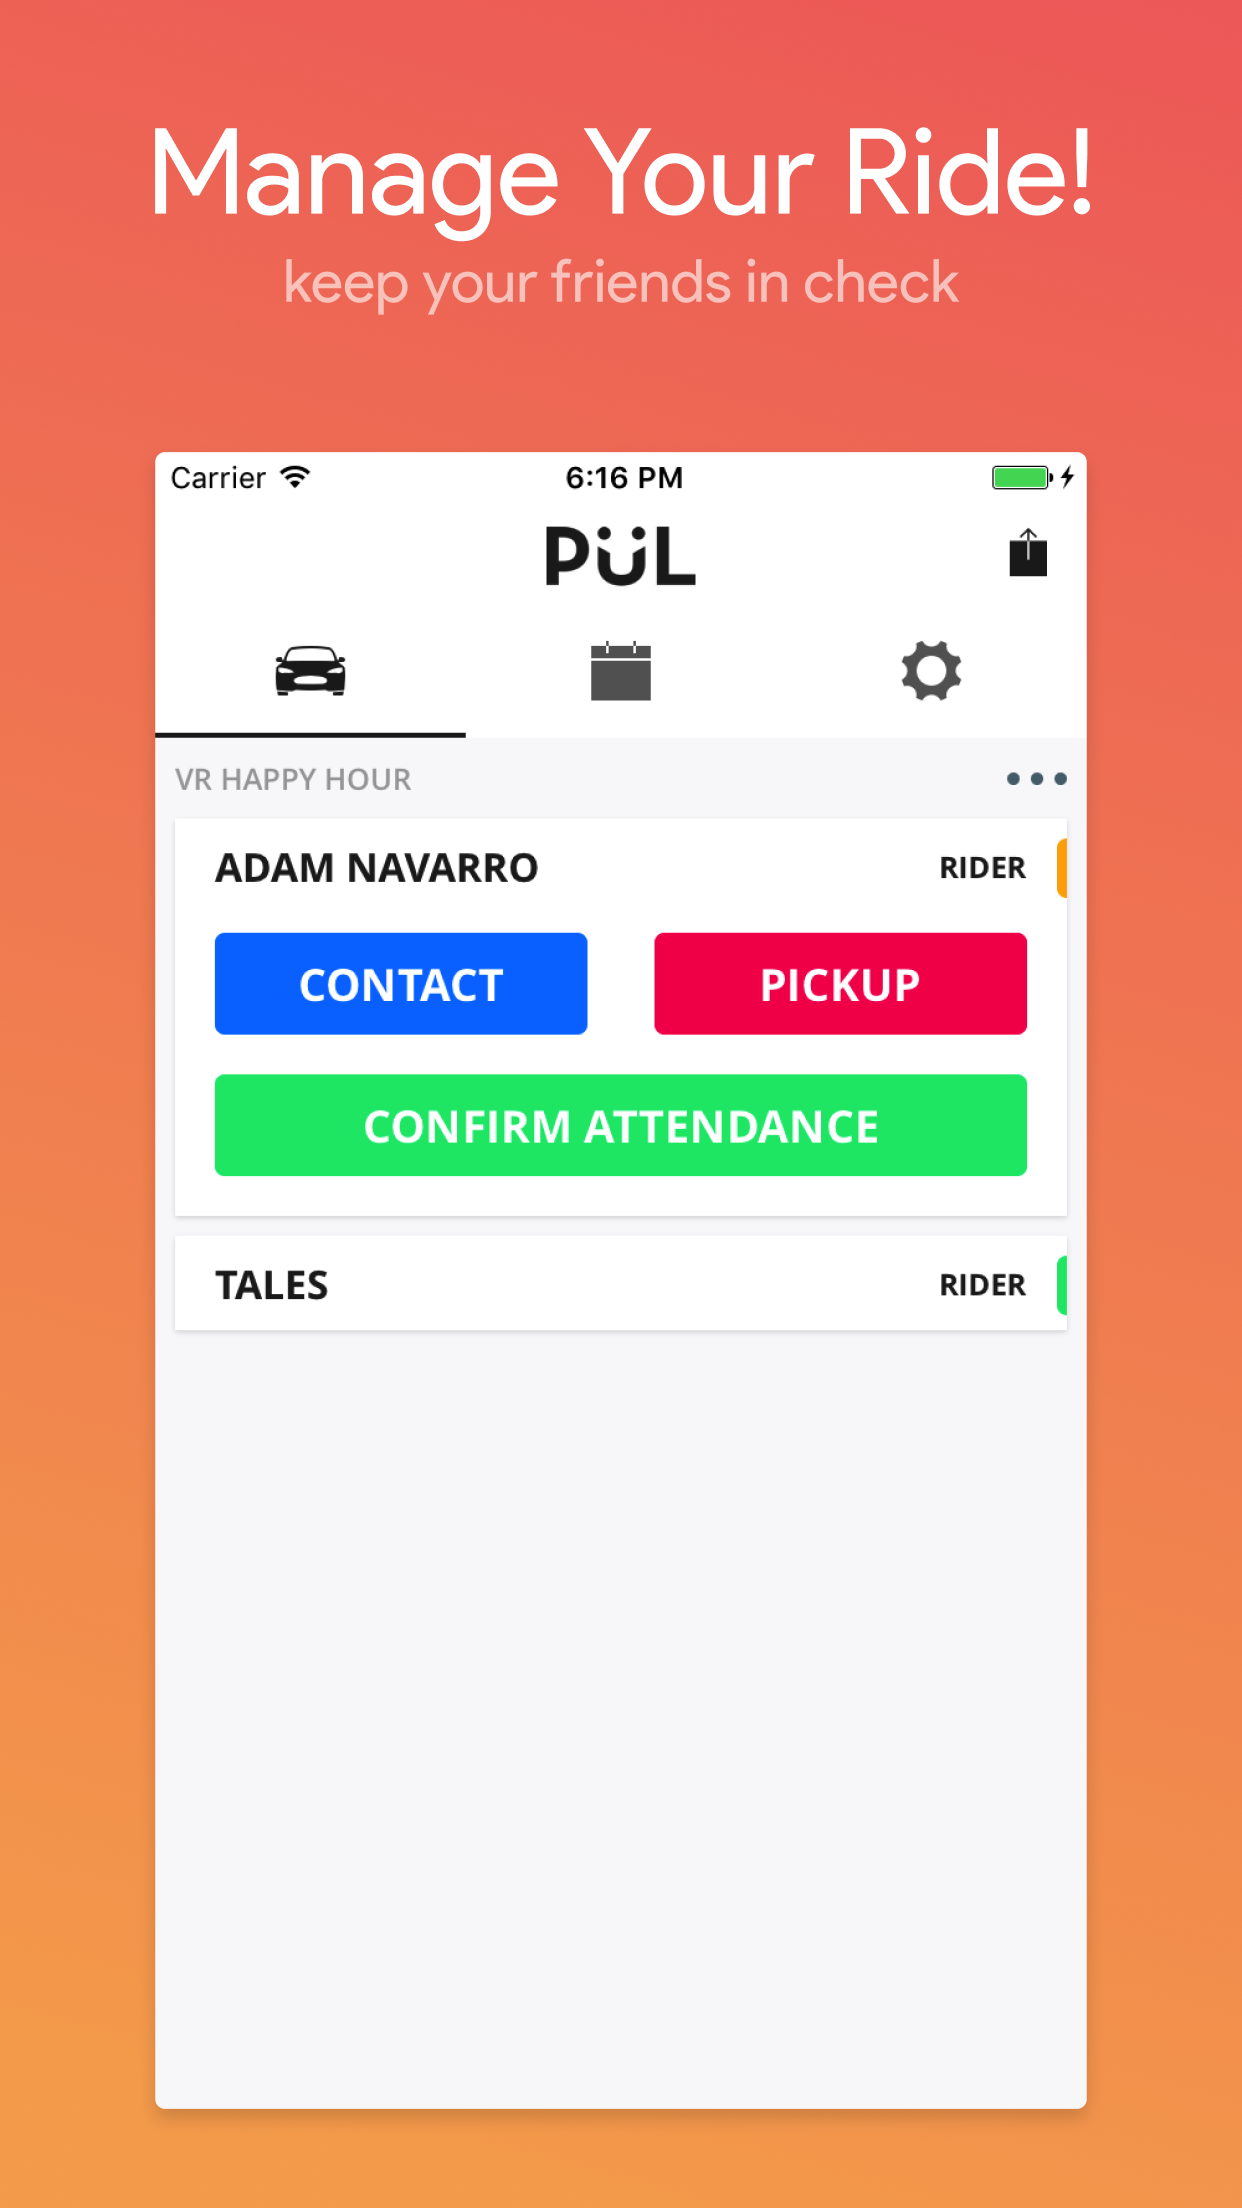 Manage Your Ride!
keep your friends in check
Carrier 6:16 PM
PüL
VR HAPPY HOUR
ADAM NAVARRO RIDER
CONTACT PICKUP
CONFIRM ATTENDANCE
TALES RIDER